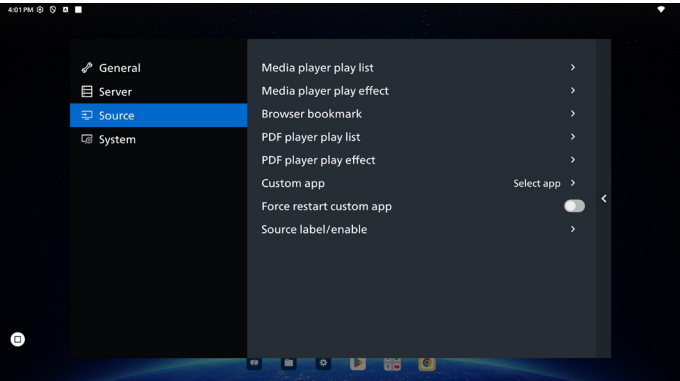 4:01 PM
General
Server
Source
System
Media player play list
Media player play effect
Browser bookmark
PDF player play list
PDF player play effect
Custom app Select app
Force restart custom app
Source label/enable